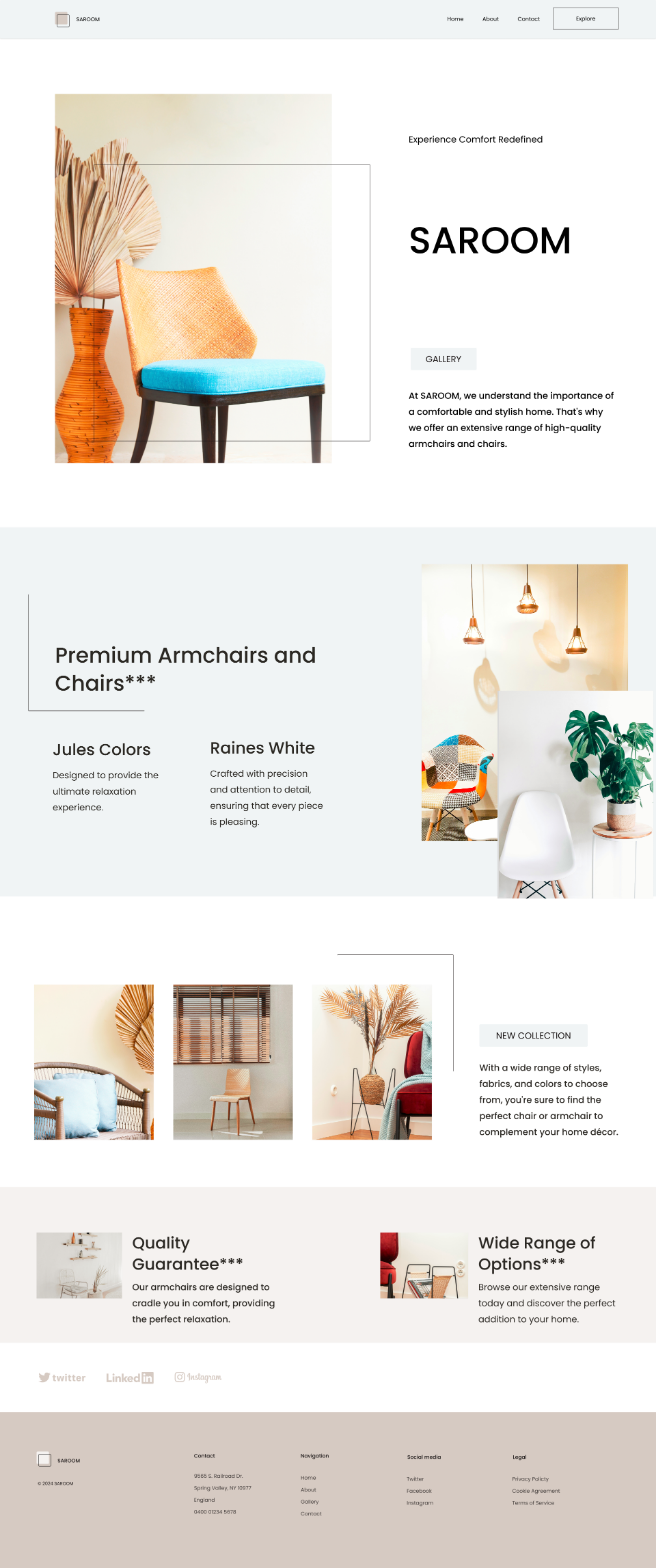 SAROOM
Home
About
Contact
Explore
Experience Comfort Redefined
SAROOM
GALLERY
At SAROOM, we understand the importance of
a comfortable and stylish home. That's why
we offer an extensive range of high-quality
armchairs and chairs.
Premium Armchairs and
Chairs***
Jules Colors
Designed to provide the
ultimate relaxation
experience.
Raines White
Crafted with precision
and attention to detail,
ensuring that every piece
is pleasing.
NEW COLLECTION
With a wide range of styles,
fabrics, and colors to choose
from, you're sure to find the
perfect chair or armchair to
complement your home décor.
Quality
Guarantee***
Our armchairs are designed to
cradle you in comfort, providing
the perfect relaxation.
Wide Range of
Options***
Browse our extensive range
today and discover the perfect
addition to your home.
twitter
Linked in
Instagram
SAROOM
© 2024 SAROOM
Contact
9568 S. Railroad Dr.
Spring Valley, NY 10977
England
0400 01234 5678
Navigation
Home
About
Gallery
Contact
Social media
Twitter
Facebook
Instagram
Legal
Privacy Policty
Cookie Agreement
Terms of Service